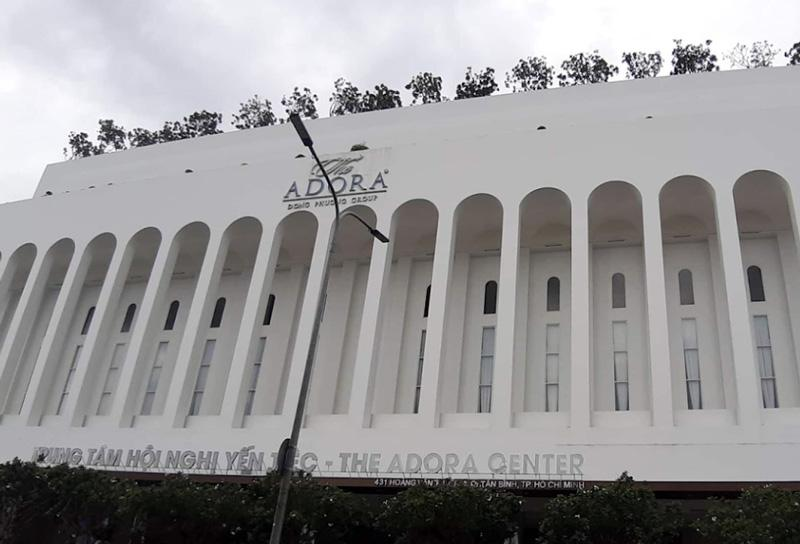 The
ADORA
DONG PHUONG GROUP
TRUNG TÂM HỘI NGHỊ YẾN TIỆC - THE ADORA CENTER
TÂN BÌNH, TP. HỒ CHÍ MINH